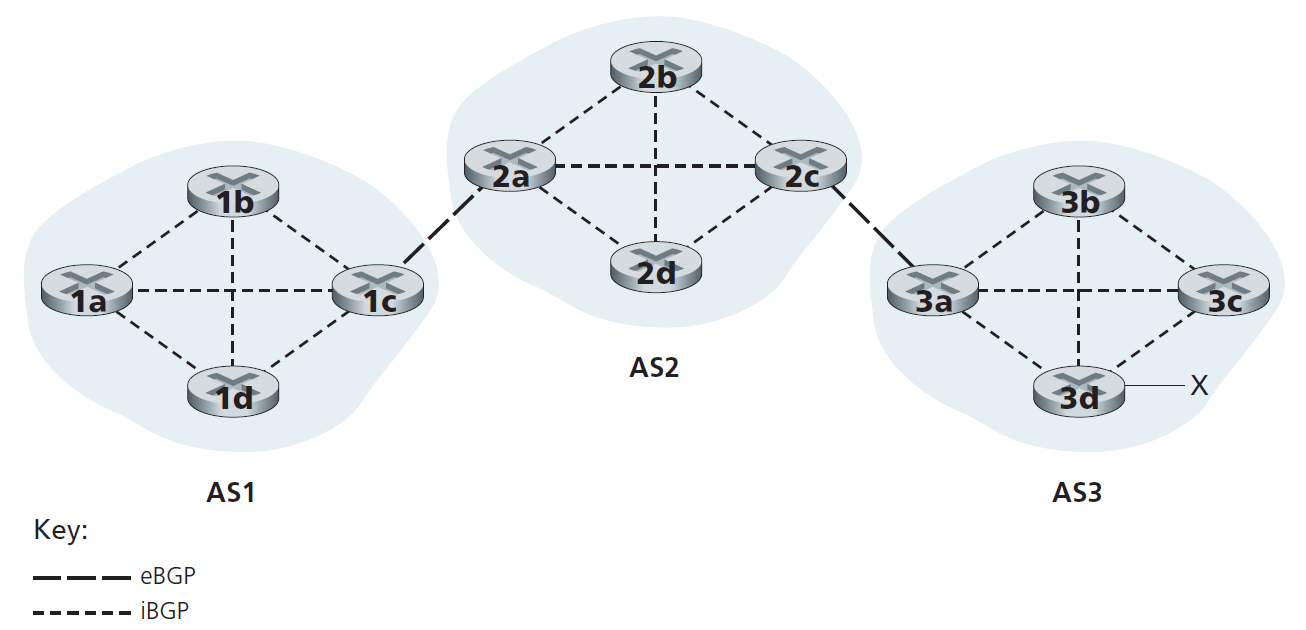 2b
2a
2c
2d
AS2
1b
1a
1c
1d
AS1
3b
3a
3c
3d
X
AS3
Key:
eBGP
iBGP